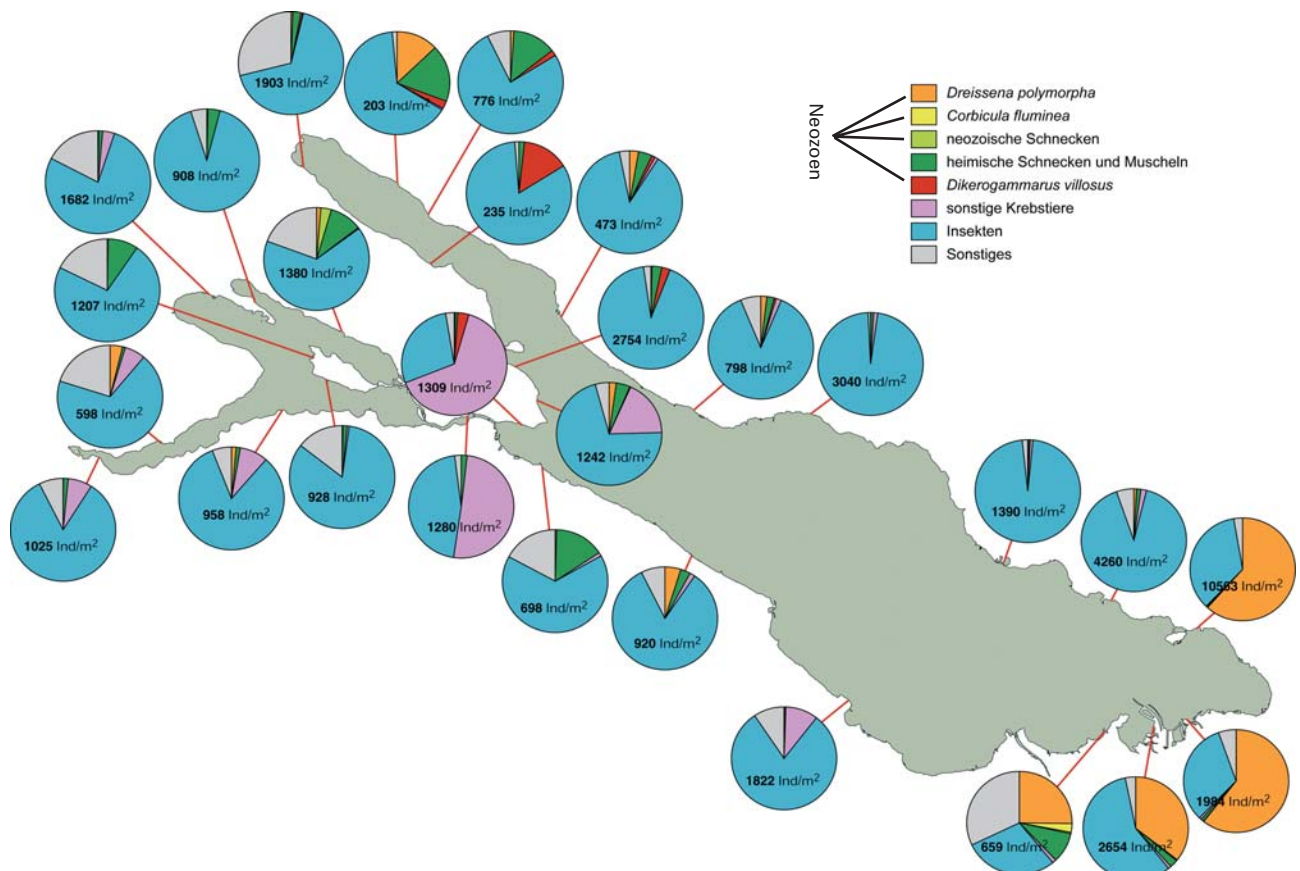 1903 Ind/m²
203 Ind/m²
776 Ind/m²
Neozoen
Dreissena polymorpha
Corbicula fluminea
neozoische Schnecken
heimische Schnecken und Muscheln
Dikerogammarus villosus
sonstige Krebstiere
Insekten
Sonstiges
908 Ind/m²
1682 Ind/m²
235 Ind/m²
473 Ind/m²
1380 Ind/m²
1207 Ind/m²
2754 Ind/m²
798 Ind/m²
3040 Ind/m²
1309 Ind/m²
598 Ind/m²
1242 Ind/m²
928 Ind/m²
958 Ind/m²
1280 Ind/m²
1390 Ind/m²
1025 Ind/m²
698 Ind/m²
4260 Ind/m²
10563 Ind/m²
920 Ind/m²
1822 Ind/m²
659 Ind/m²
2654 Ind/m²
1984 Ind/m²